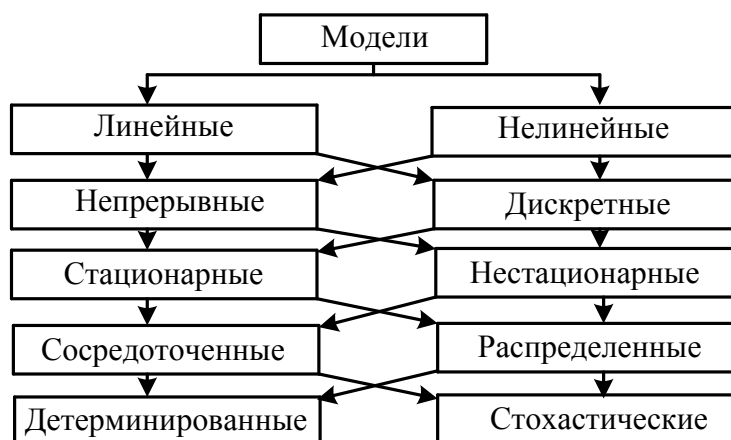 Модели
Линейные
Нелинейные
Непрерывные
Дискретные
Стационарные
Нестационарные
Сосредоточенные
Распределенные
Детерминированные
Стохастические